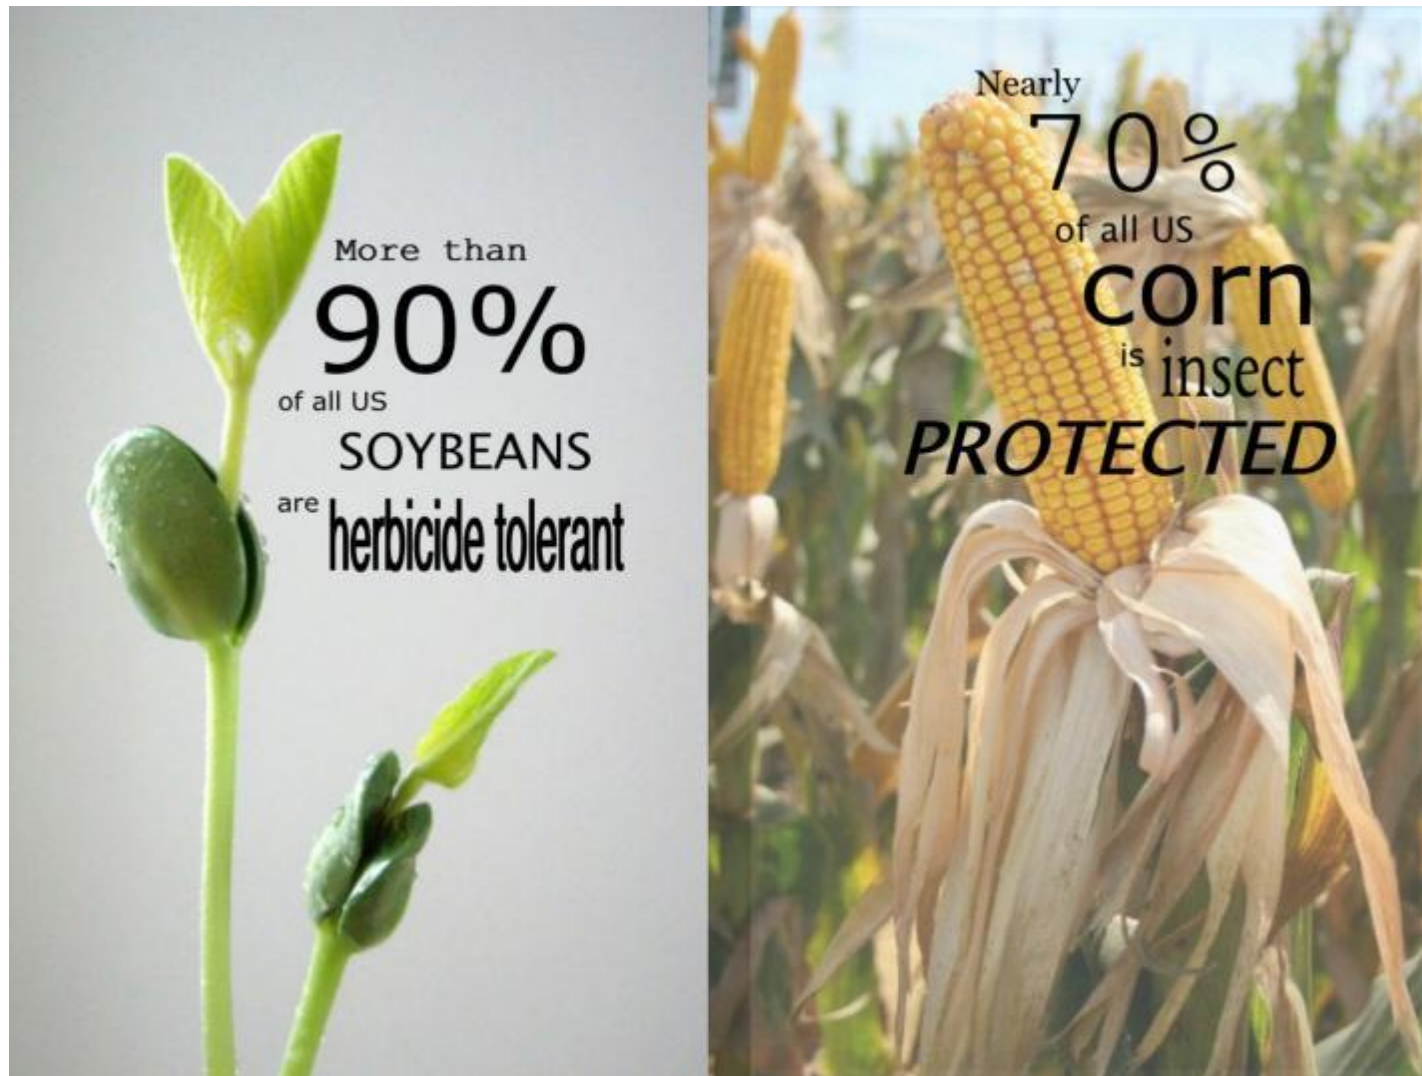 More than
90%
of all US
SOYBEANS
are herbicide tolerant
Nearly
70%
of all US
corn
is insect
PROTECTED